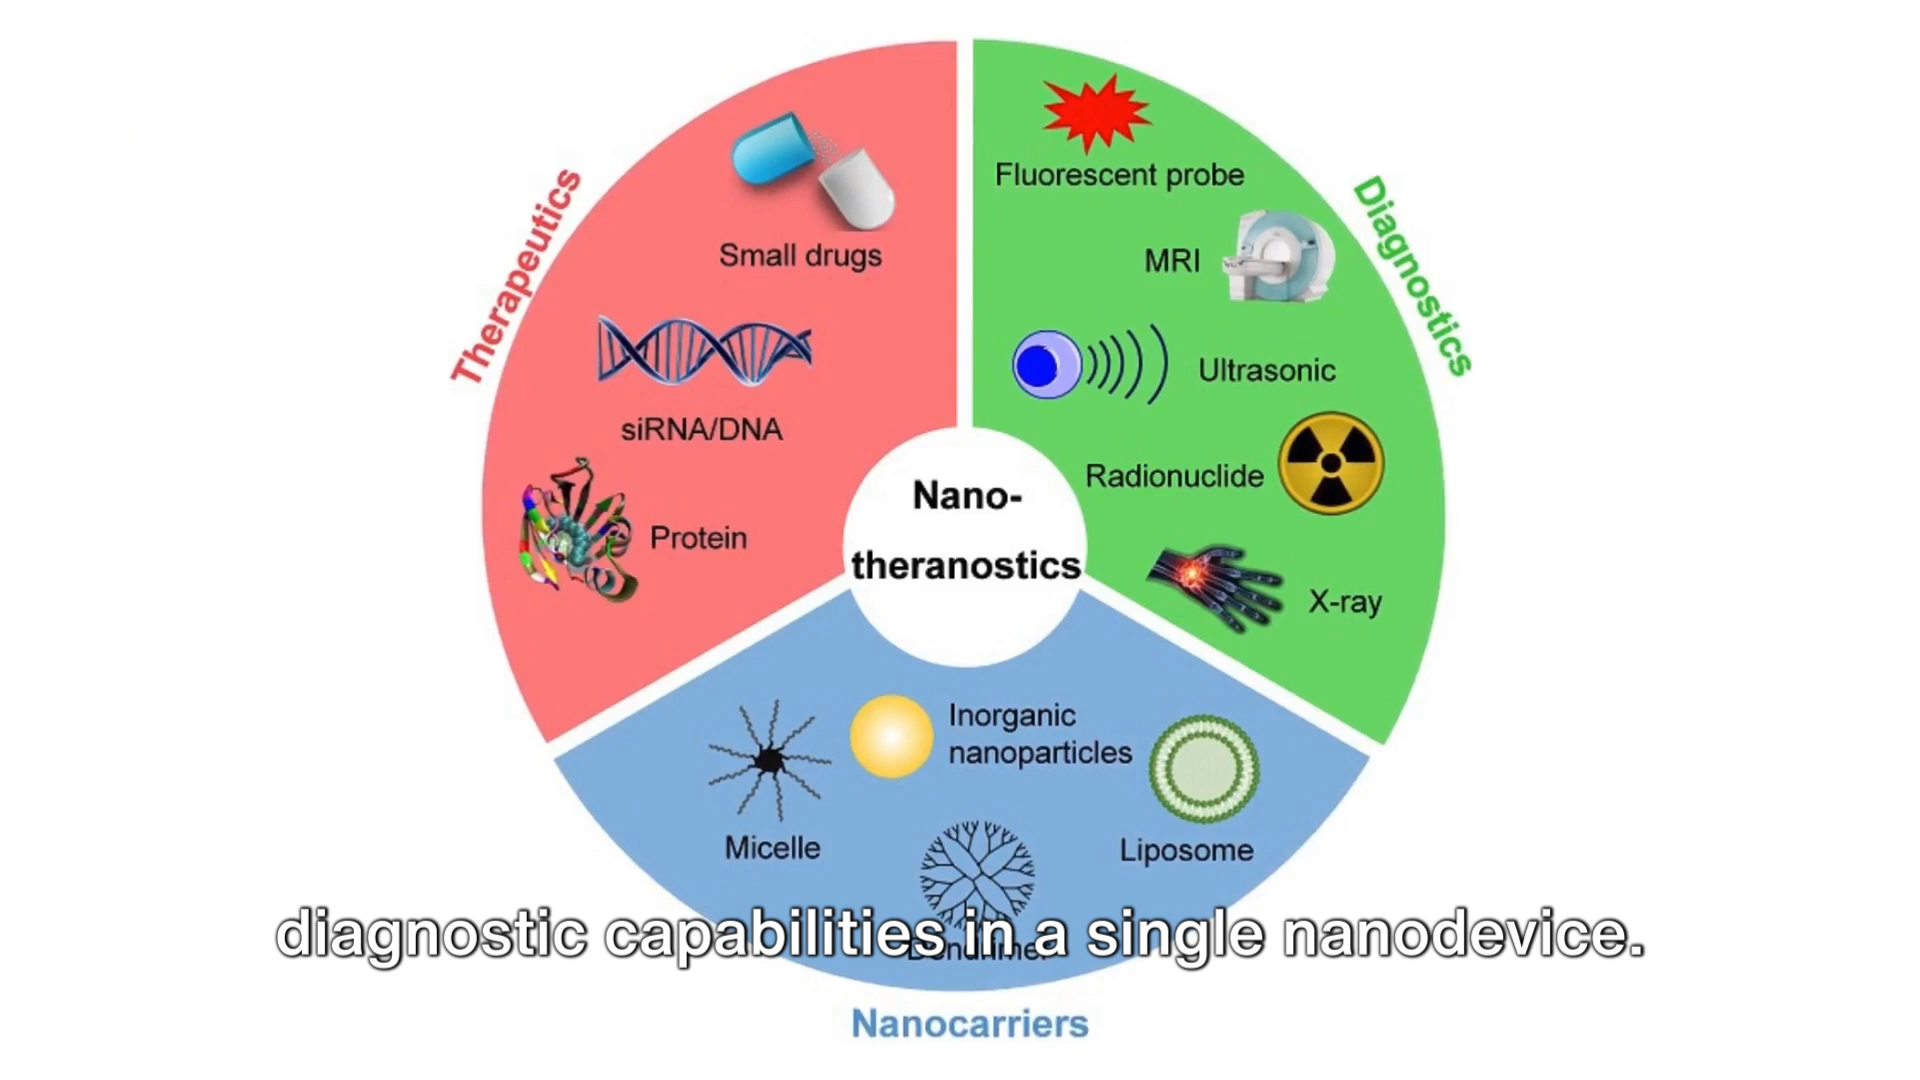 Therapeutics
Small drugs
siRNA/DNA
Protein
Diagnostics
Fluorescent probe
MRI
Ultrasonic
Radionuclide
X-ray
Nano-
theranostics
Inorganic
nanoparticles
Micelle
Liposome
Dendrimer
diagnostic capabilities in a single nanodevice.
Nanocarriers